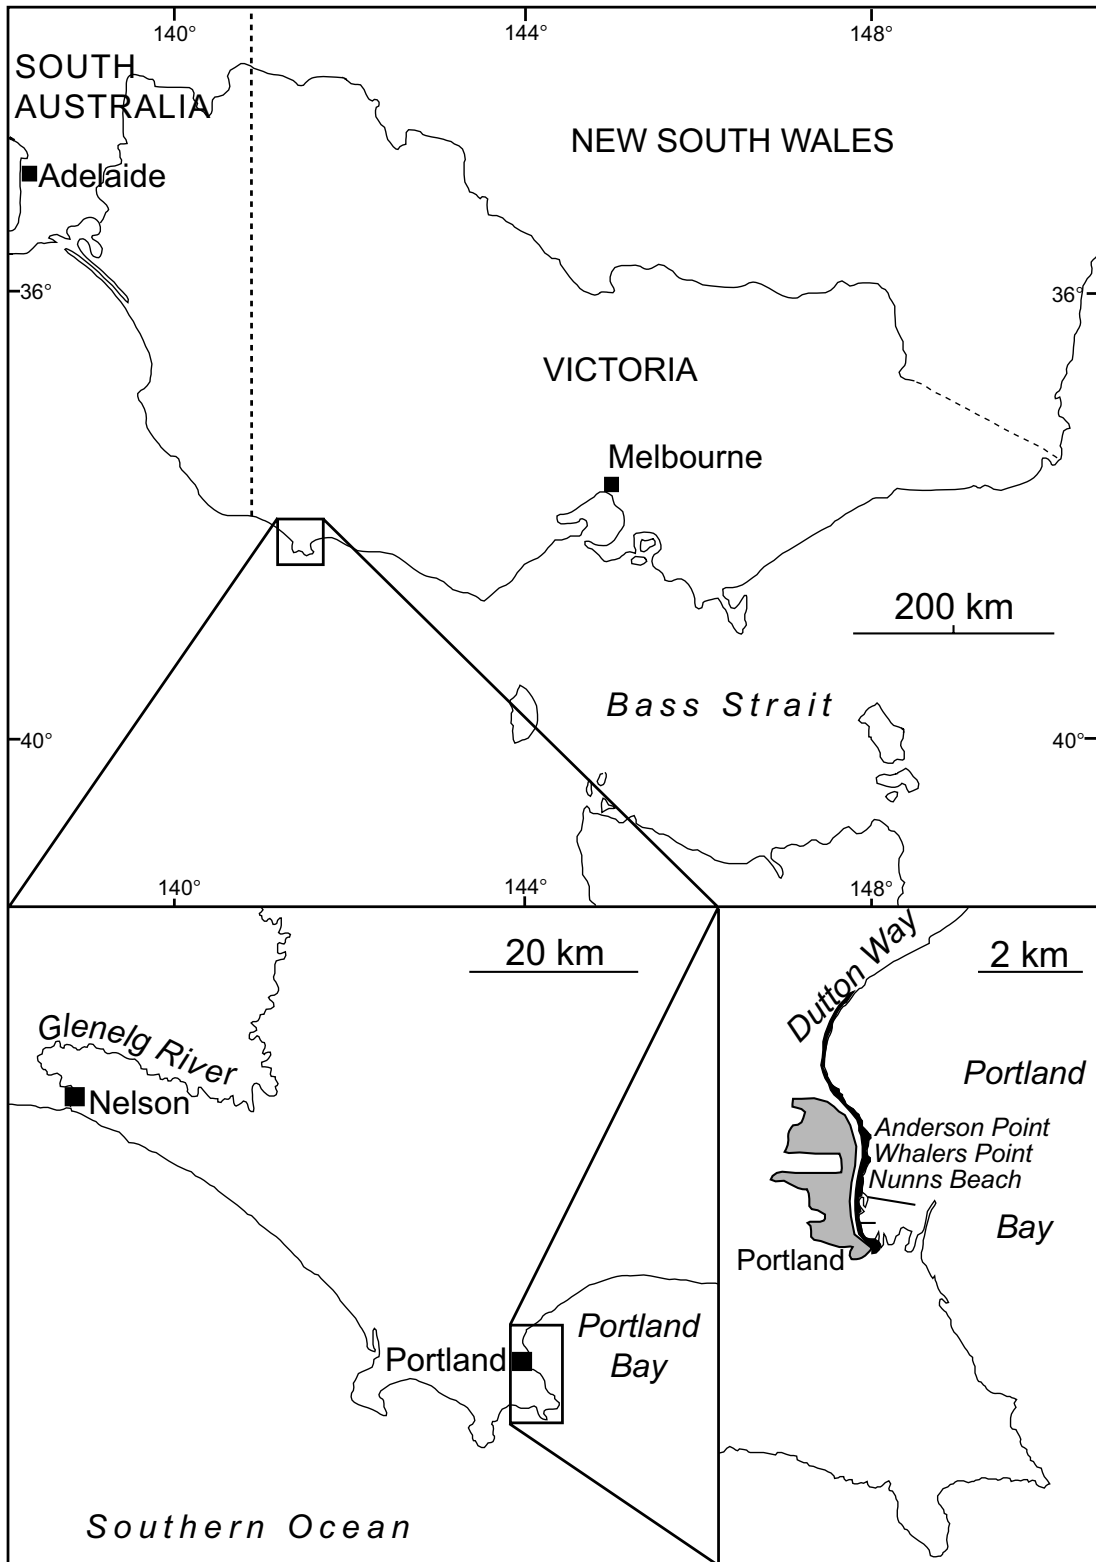 140°
144°
148°
SOUTH
AUSTRALIA
NEW SOUTH WALES
Adelaide
36°
36°
VICTORIA
Melbourne
200 km
Bass Strait
40°
40°
140°
144°
148°
20 km
Glenelg River
Nelson
Portland
Portland
Bay
Southern Ocean
2 km
Dutton Way
Portland
Anderson Point
Whalers Point
Nunns Beach
Bay
Portland